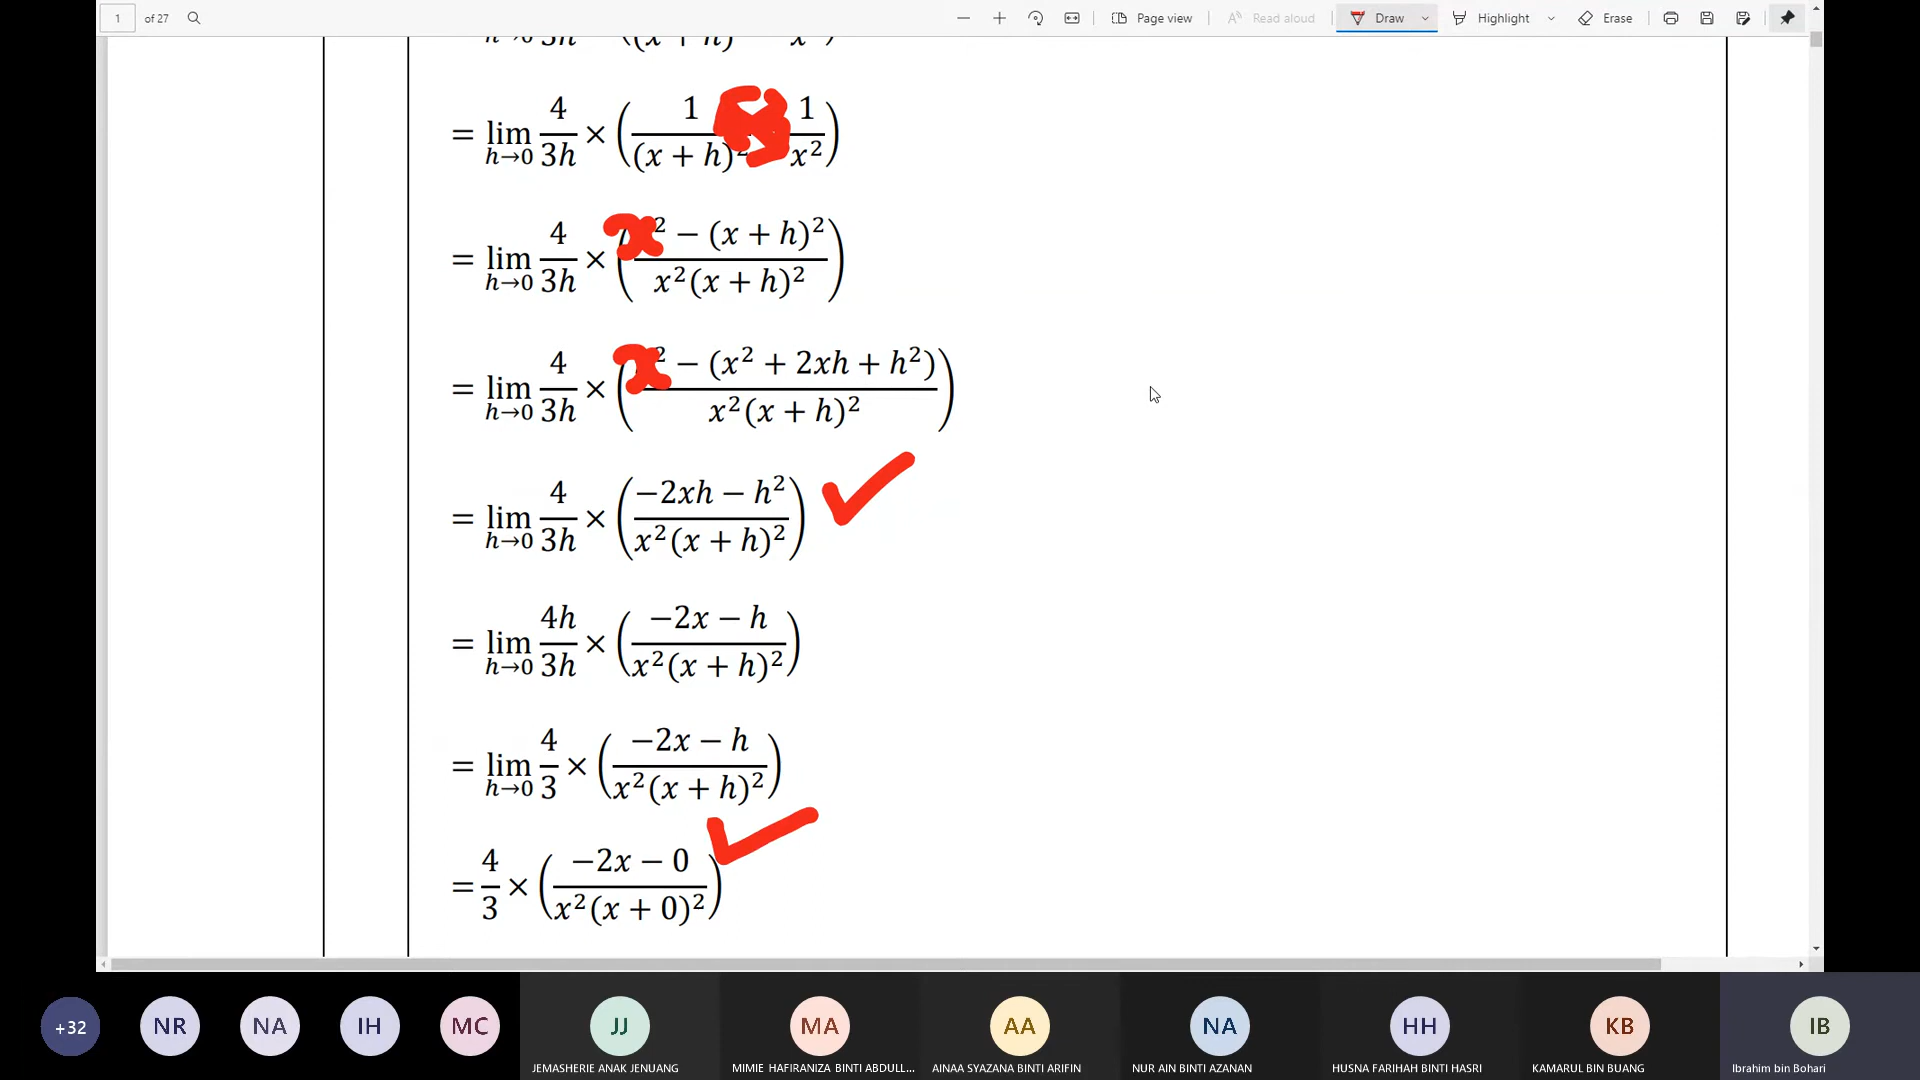 1 of 27 Page view Read aloud Draw Highlight Erase
= lim h→0 4/3h × (1/(x + h)² 1/x²)
= lim h→0 4/3h × (x² − (x + h)²/x²(x + h)²)
= lim h→0 4/3h × (x² − (x² + 2xh + h²)/x²(x + h)²)
= lim h→0 4/3h × (−2xh − h²/x²(x + h)²)
= lim h→0 4h/3h × (−2x − h/x²(x + h)²)
= lim h→0 4/3 × (−2x − h/x²(x + h)²)
= 4/3 × (−2x − 0/x²(x + 0)²)
+32 NR NA IH MC JJ MA AA NA HH KB IB
JEMASHERIE ANAK JENUANG MIMIE HAFIRANIZA BINTI ABDULL... AINAA SYAZANA BINTI ARIFIN NUR AIN BINTI AZANAN HUSNA FARIHAH BINTI HASRI KAMARUL BIN BUANG Ibrahim bin Bohari